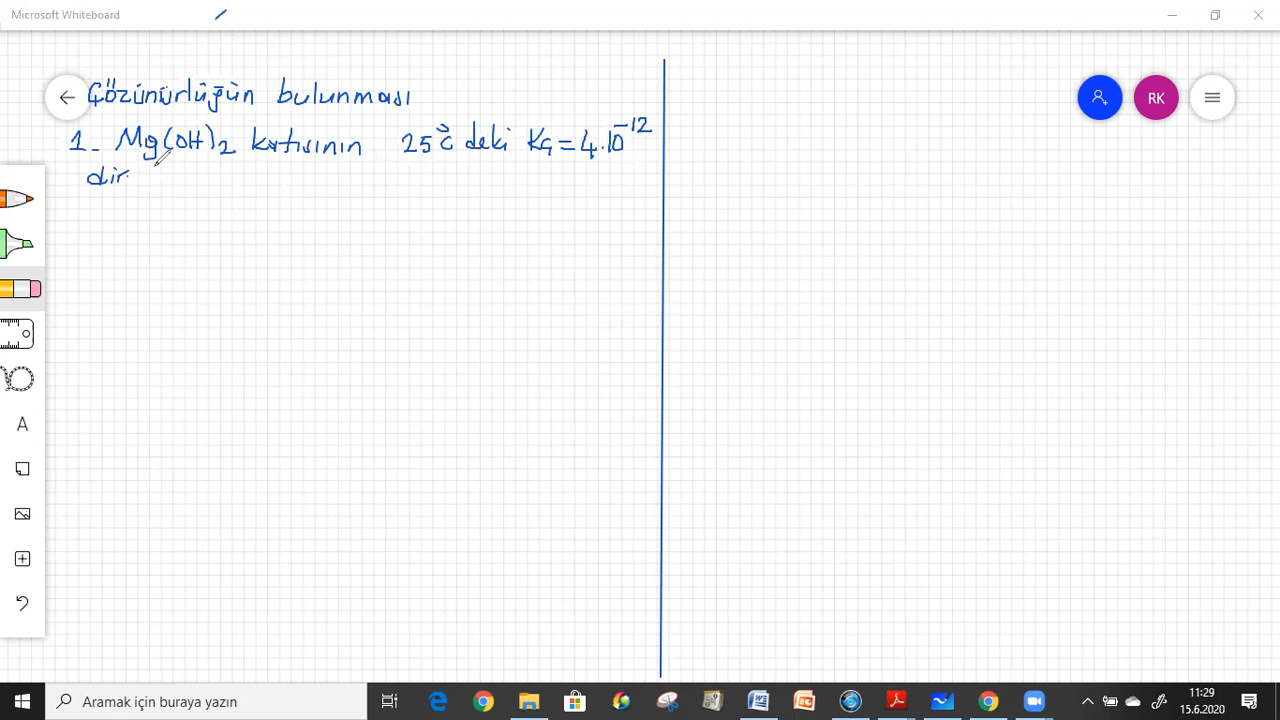 Microsoft Whiteboard
Çözünürlüğün bulunması
RK
1- Mg(OH)₂ katısının 25°C deki Kç = 4.10⁻¹²
dir.
A
Aramak için buraya yazın
11:29
15.6.2020